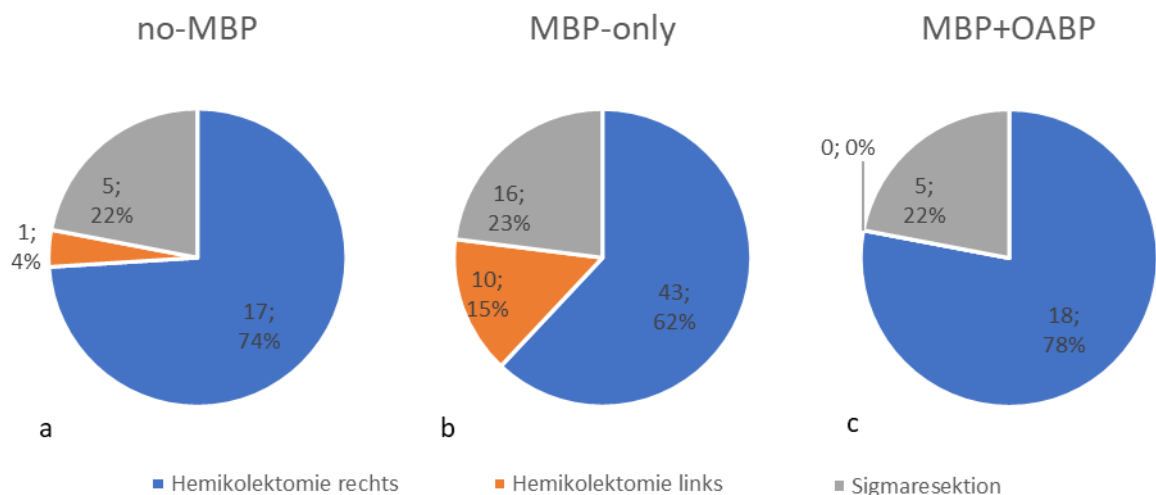 no-MBP
MBP-only
MBP+OABP
5;
22%
1;
4%
17;
74%
16;
23%
10;
15%
43;
62%
0; 0%
5;
22%
18;
78%
a
b
c
Hemikolektomie rechts
Hemikolektomie links
Sigmaresektion